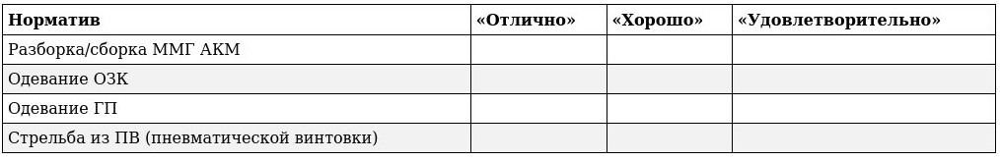 Норматив «Отлично» «Хорошо» «Удовлетворительно»
Разборка/сборка ММГ АКМ
Одевание ОЗК
Одевание ГП
Стрельба из ПВ (пневматической винтовки)